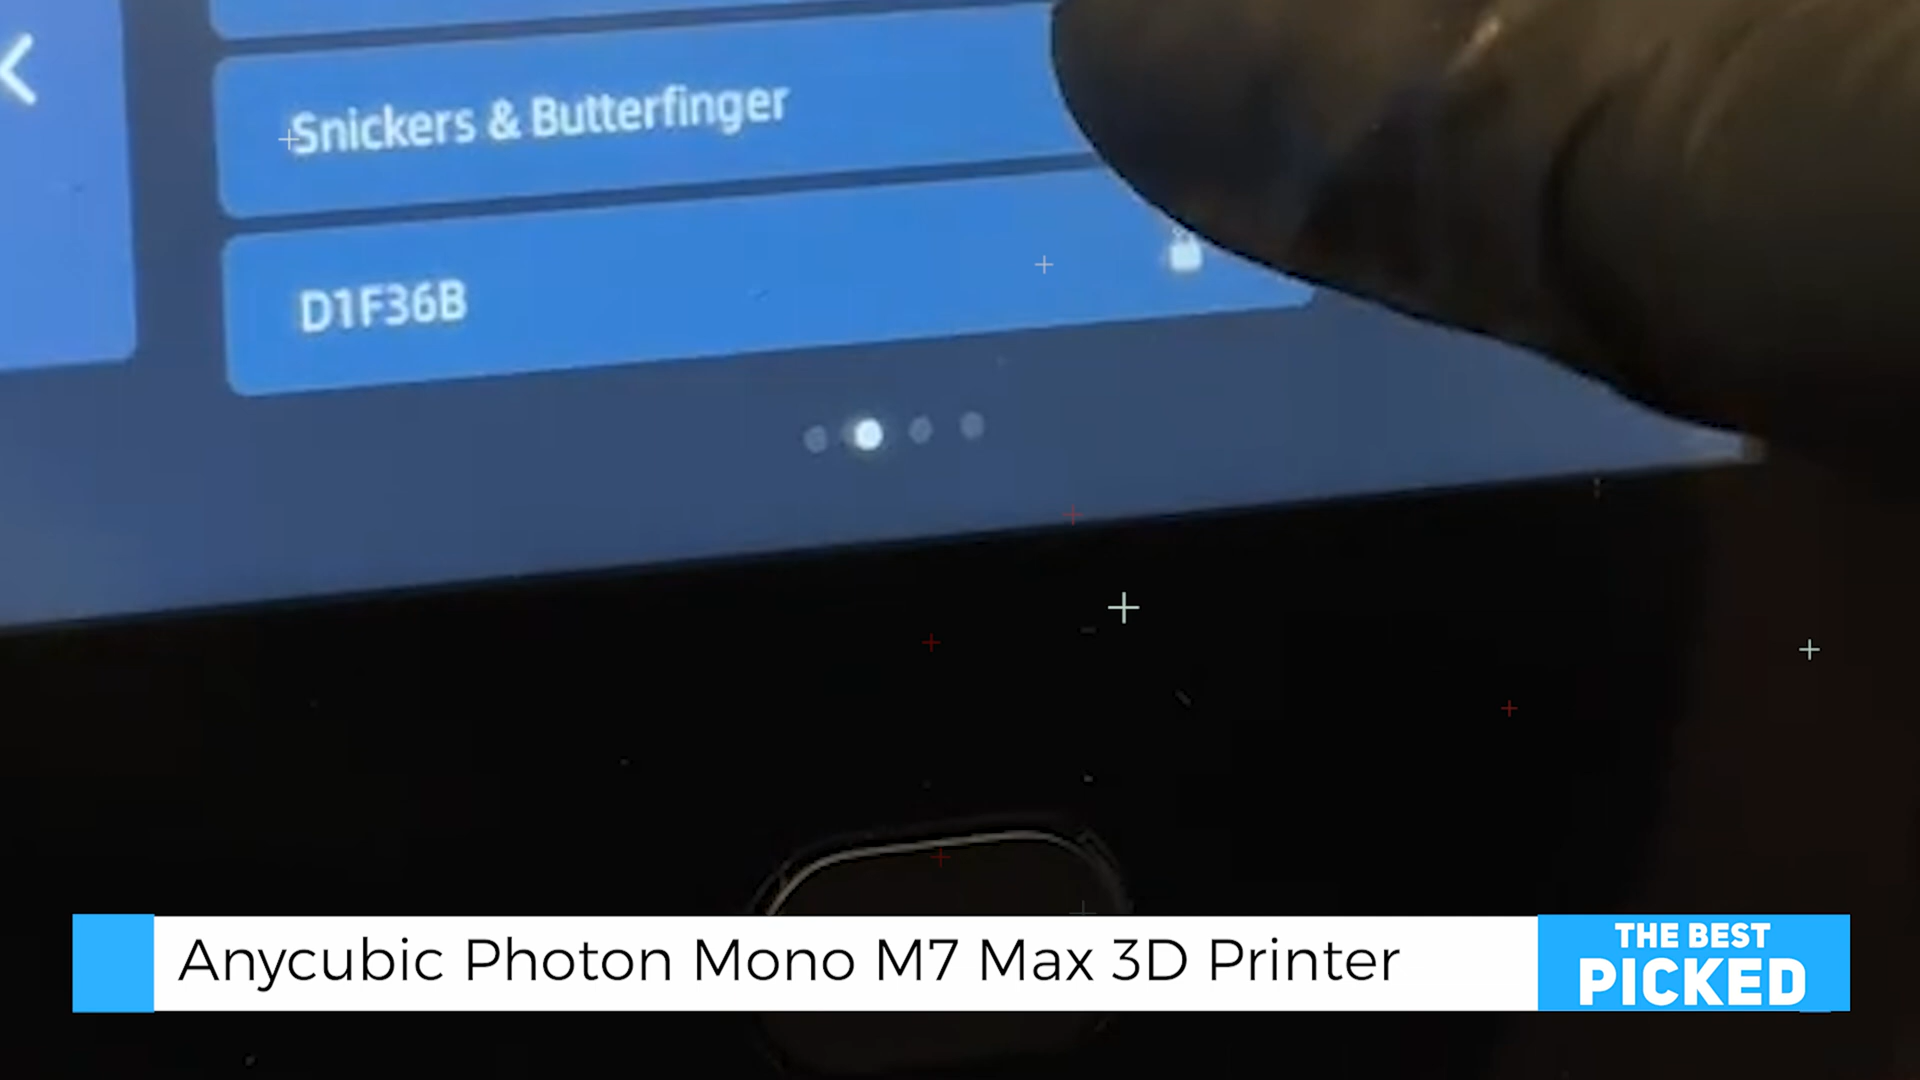 Snickers & Butterfinger
D1F36B
Anycubic Photon Mono M7 Max 3D Printer
THE BEST
PICKED